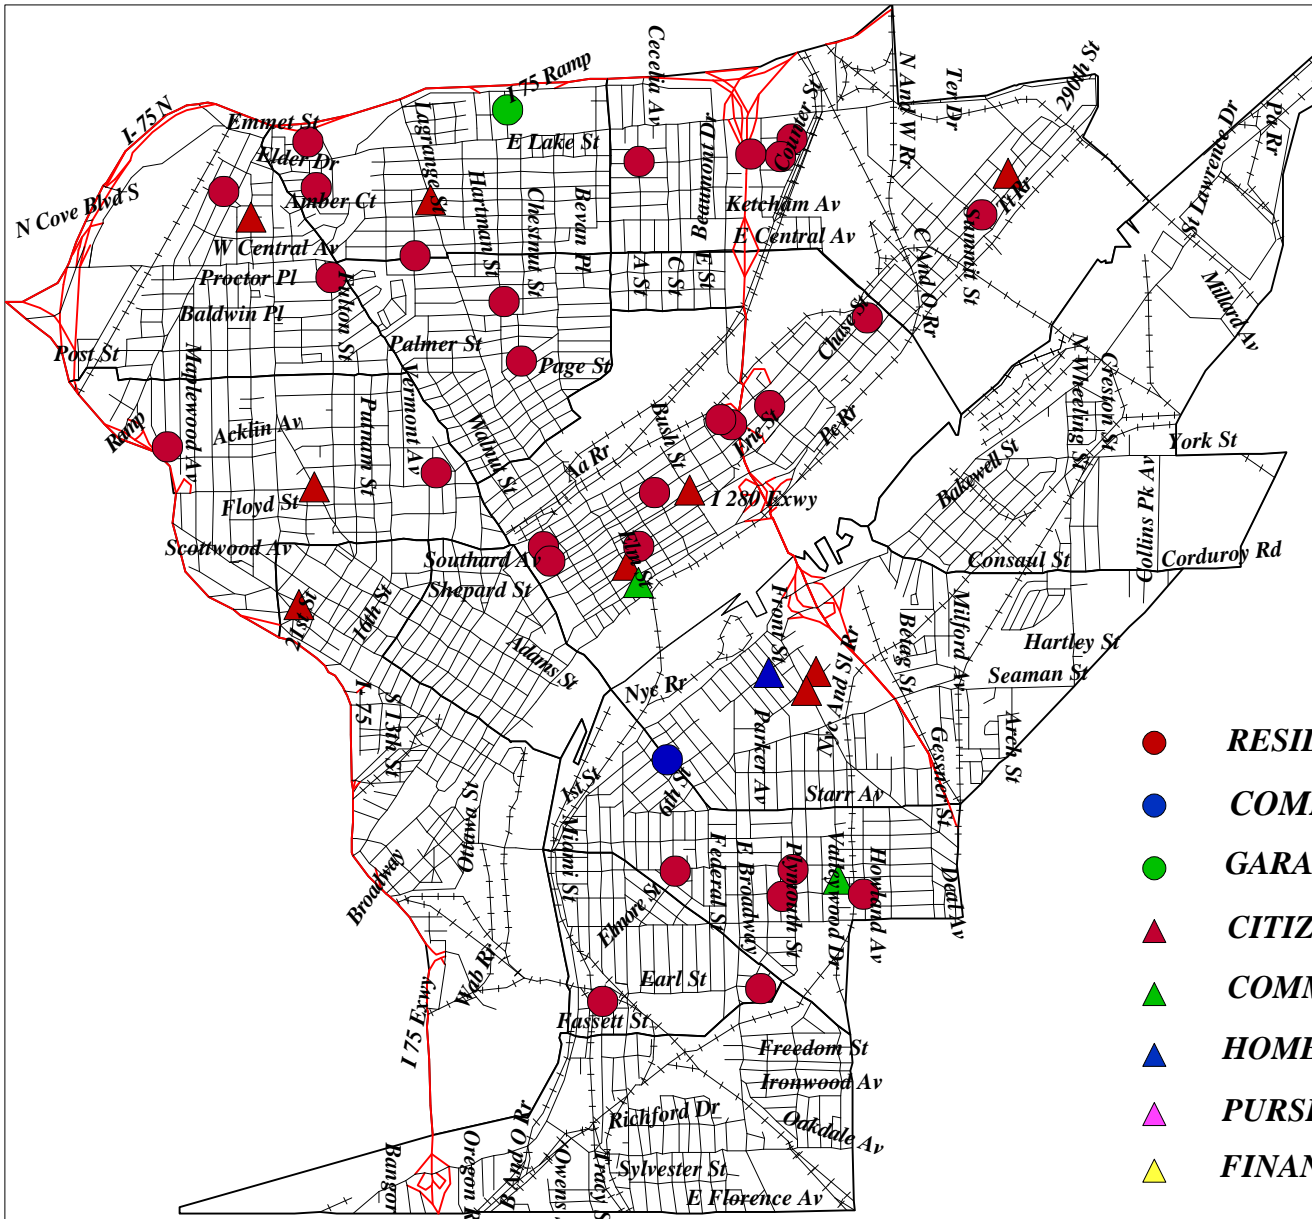 I 75 Ramp
Cecelia Av
290th St
Ter Dr
N And W Rr
I-75 N
Emmet St
Lagrange St
E Lake St
Counter St
St Lawrence Dr
Pa Rr
Elder Dr
Amber Ct
Hartman St
Chestnut St
Bevan Pl
Beaumont Dr
Ketcham Av
E Central Av
Tt Rr
Summit St
N Cove Blvd S
W Central Av
Proctor Pl
A St
C St
E St
C And O Rr
Millard Av
Baldwin Pl
Fulton St
Palmer St
Page St
Chase St
Post St
Maplewood Av
Vermont Av
N Wheeling St
Creston St
Ramp
Acklin Av
Putnam St
Walnut St
Aa Rr
Bush St
Erie St
Pc Rr
York St
Bakewell St
Collins Pk Av
Floyd St
I 280 Exwy
Scottwood Av
Southard Av
Elm St
Consaul St
Corduroy Rd
Shepard St
21st St
16th St
Front St
Betag St
Milford Av
Hartley St
Adams St
Nyc Rr
Nyc And Sl Rr
Seaman St
I-75
S 13th St
Parker Av
Gessner St
Arch St
RESI
1st St
6th St
Starr Av
COM
Ottawa St
Miami St
Broadway
Federal St
E Broadway
Plymouth St
Valleywood Dr
Howland Av
Deal Av
GARA
Elmore St
CITIZ
Wab Rr
Earl St
I 75 Exwy
Fassett St
COM
Freedom St
Ironwood Av
HOME
Richford Dr
Oakdale Av
PURS
B And O Rr
Bangor
Oregon R
Owens
Tracy S
Sylvester St
E Florence Av
FINAN